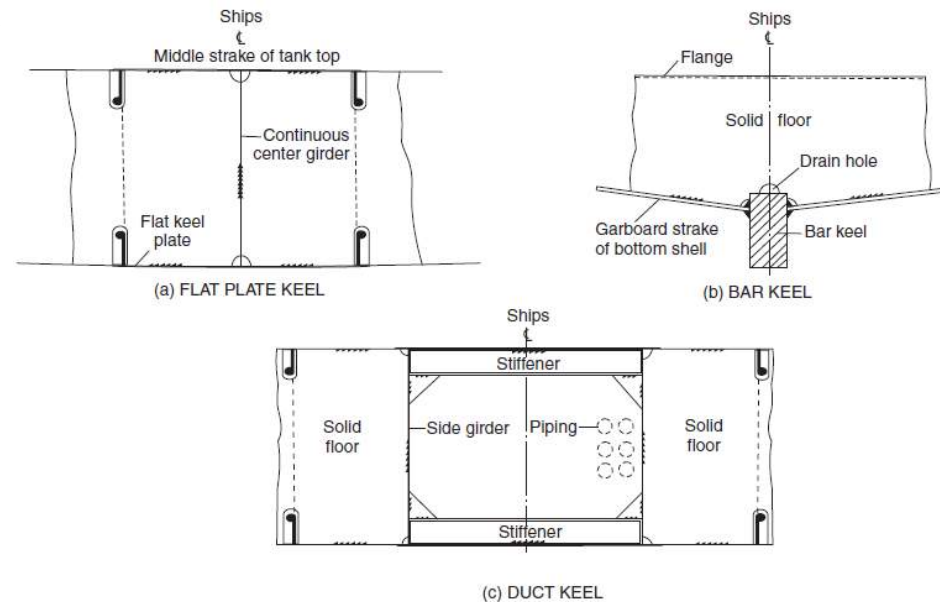 Ships
℄
Middle strake of tank top
Continuous
center girder
Flat keel
plate
(a) FLAT PLATE KEEL
Ships
℄
Flange
Solid floor
Drain hole
Garboard strake
of bottom shell
Bar keel
(b) BAR KEEL
Ships
℄
Stiffener
Solid
floor
Side girder
Piping
Solid
floor
Stiffener
(c) DUCT KEEL